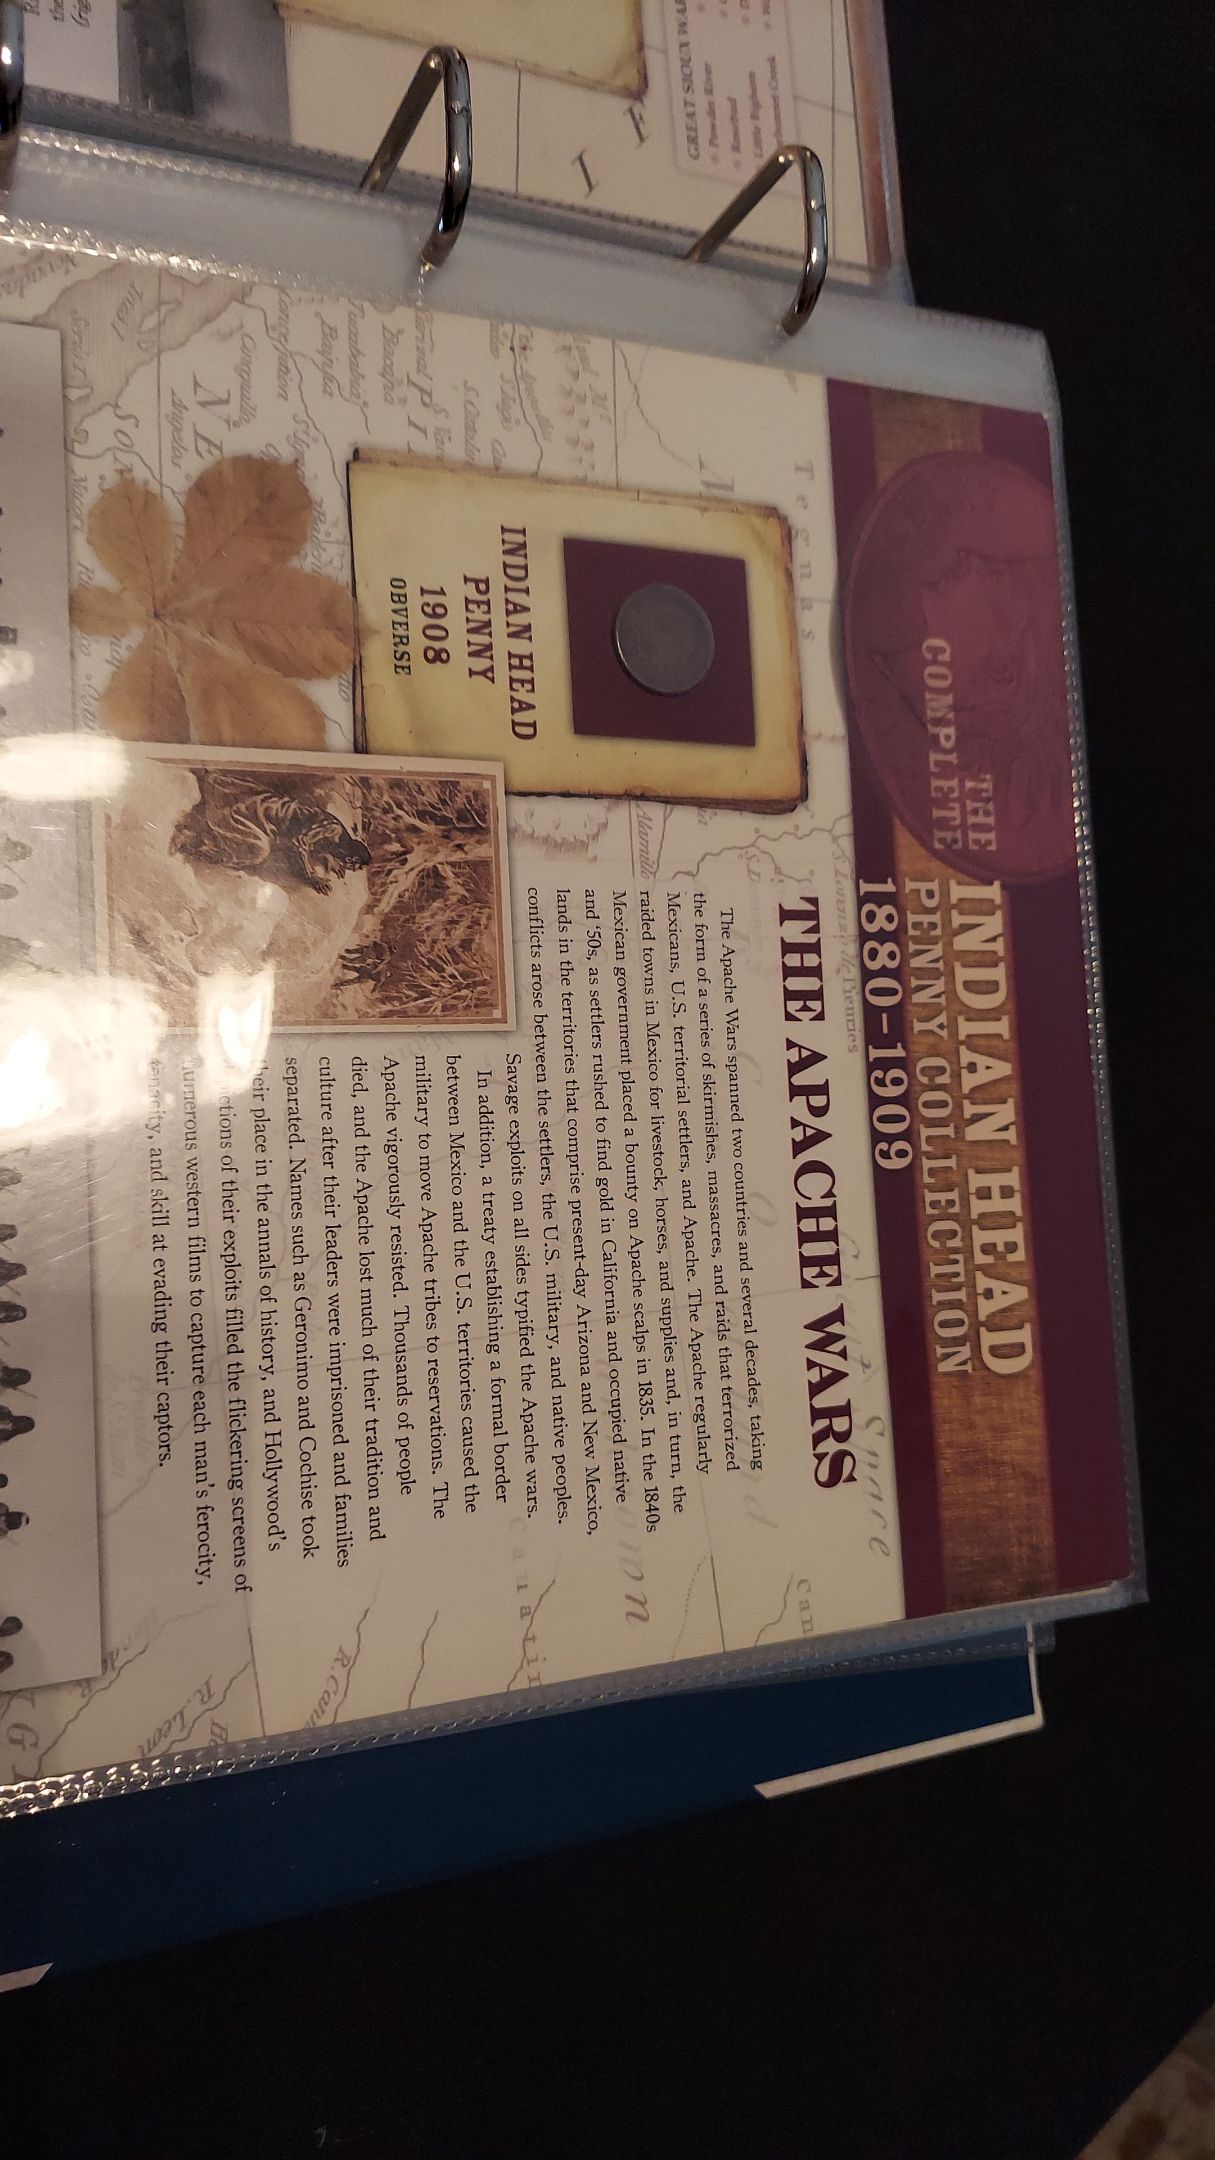 THE
COMPLETE
INDIAN HEAD
PENNY COLLECTION
1880-1909
THE APACHE WARS
The Apache Wars spanned two countries and several decades, taking
the form of a series of skirmishes, massacres, and raids that terrorized
Mexicans, U.S. territorial settlers, and Apache. The Apache regularly
raided towns in Mexico for livestock, horses, and supplies and, in turn, the
Mexican government placed a bounty on Apache scalps in 1835. In the 1840s
and '50s, as settlers rushed to find gold in California and occupied native
lands in the territories that comprise present-day Arizona and New Mexico,
conflicts arose between the settlers, the U.S. military, and native peoples.
Savage exploits on all sides typified the Apache wars.
In addition, a treaty establishing a formal border
between Mexico and the U.S. territories caused the
military to move Apache tribes to reservations. The
Apache vigorously resisted. Thousands of people
died, and the Apache lost much of their tradition and
culture after their leaders were imprisoned and families
separated. Names such as Geronimo and Cochise took
their place in the annals of history, and Hollywood's
of their exploits filled the flickering screens of
numerous western films to capture each man's ferocity,
tenacity, and skill at evading their captors.
INDIAN HEAD
PENNY
1908
OBVERSE
Tegnas
GREAT SIOUX WAR